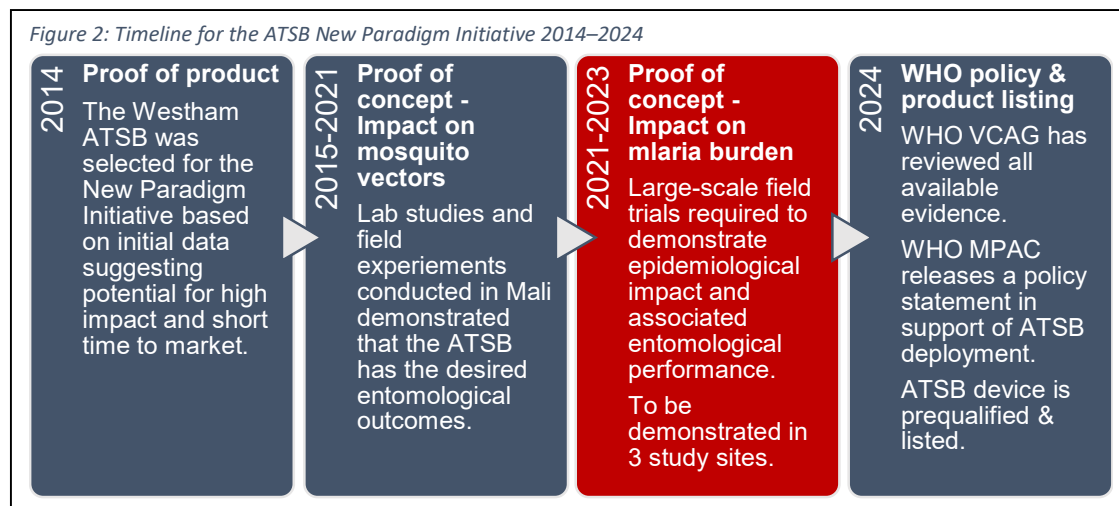 Figure 2: Timeline for the ATSB New Paradigm Initiative 2014–2024
2014
Proof of product
The Westham
ATSB was
selected for the
New Paradigm
Initiative based
on initial data
suggesting
potential for high
impact and short
time to market.
2015-2021
Proof of
concept -
Impact on
mosquito
vectors
Lab studies and
field
experiements
conducted in Mali
demonstrated
that the ATSB
has the desired
entomological
outcomes.
2021-2023
Proof of
concept -
Impact on
mlaria burden
Large-scale field
trials required to
demonstrate
epidemiological
impact and
associated
entomological
performance.
To be
demonstrated in
3 study sites.
2024
WHO policy &
product listing
WHO VCAG has
reviewed all
available
evidence.
WHO MPAC
releases a policy
statement in
support of ATSB
deployment.
ATSB device is
prequalified &
listed.